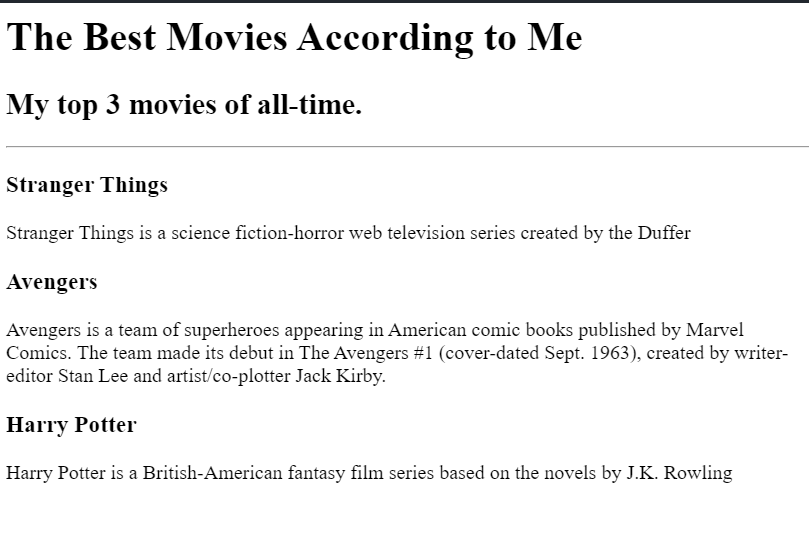 The Best Movies According to Me
My top 3 movies of all-time.
Stranger Things
Stranger Things is a science fiction-horror web television series created by the Duffer
Avengers
Avengers is a team of superheroes appearing in American comic books published by Marvel
Comics. The team made its debut in The Avengers #1 (cover-dated Sept. 1963), created by writer-
editor Stan Lee and artist/co-plotter Jack Kirby.
Harry Potter
Harry Potter is a British-American fantasy film series based on the novels by J.K. Rowling